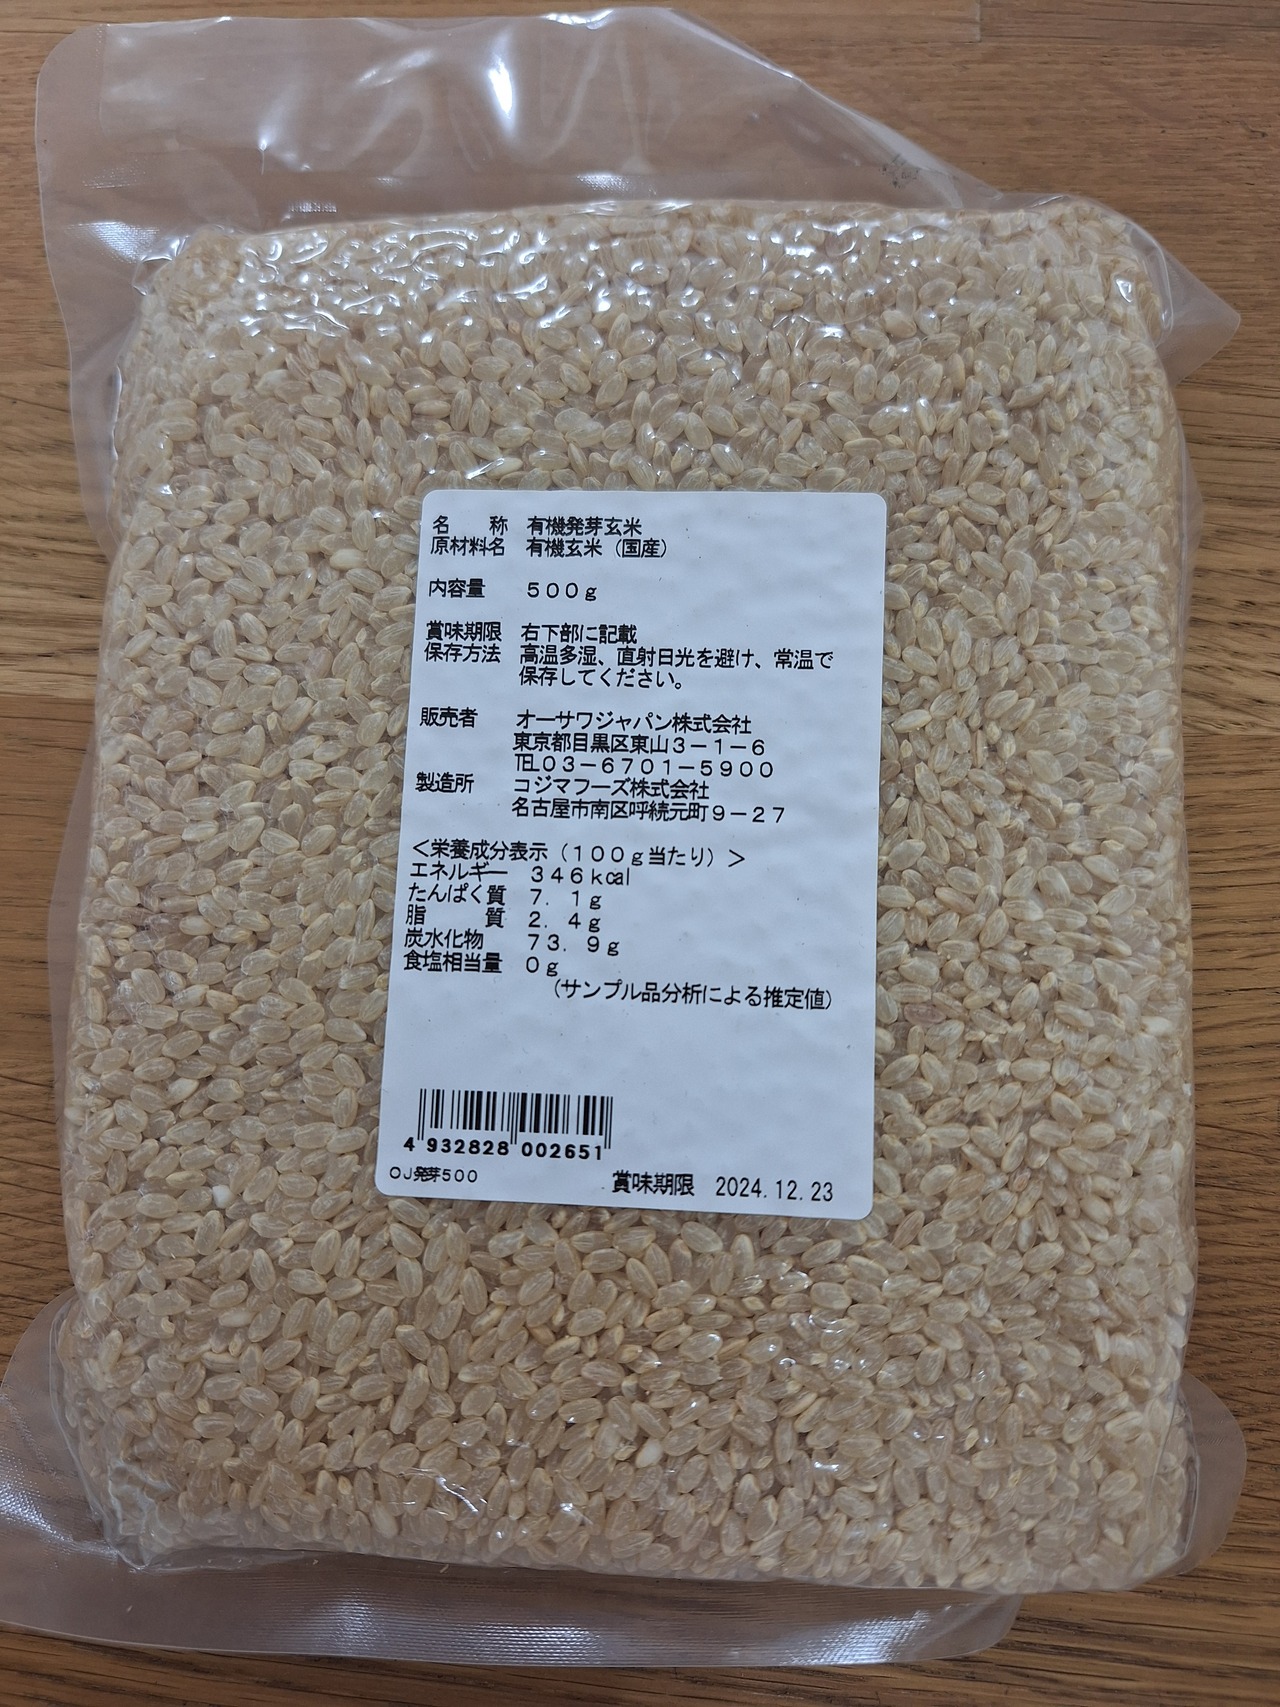 名　　称　有機発芽玄米
原材料名　有機玄米（国産）
内容量　　５００ｇ
賞味期限　右下部に記載
保存方法　高温多湿、直射日光を避け、常温で
保存してください。
販売者　　オーサワジャパン株式会社
東京都目黒区東山３－１－６
℡０３－６７０１－５９００
製造所　　コジマフーズ株式会社
名古屋市南区呼続元町９－２７
＜栄養成分表示（１００ｇ当たり）＞
エネルギー　３４６kcal
たんぱく質　７．１ｇ
脂　　　質　２．４ｇ
炭水化物　　７３．９ｇ
食塩相当量　０ｇ
（サンプル品分析による推定値）
4 932828 002651
ＯＪ発芽５００　賞味期限　2024.12.23